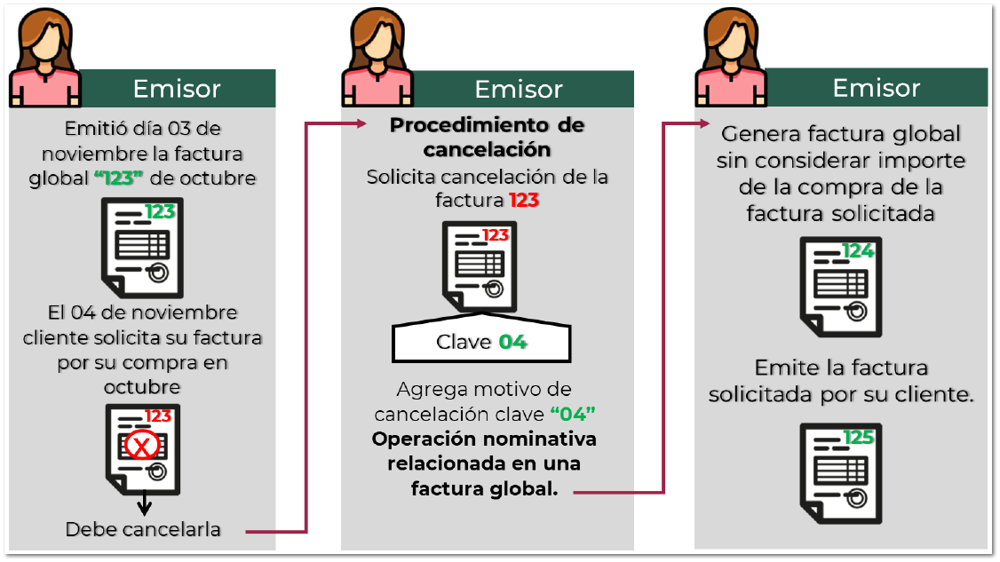 Emisor
Emitió día 03 de
noviembre la factura
global “123” de octubre
123
El 04 de noviembre
cliente solicita su factura
por su compra en
octubre
123
X
Debe cancelarla
Emisor
Procedimiento de
cancelación
Solicita cancelación de la
factura 123
123
Clave 04
Agrega motivo de
cancelación clave “04”
Operación nominativa
relacionada en una
factura global.
Emisor
Genera factura global
sin considerar importe
de la compra de la
factura solicitada
124
Emite la factura
solicitada por su cliente.
125